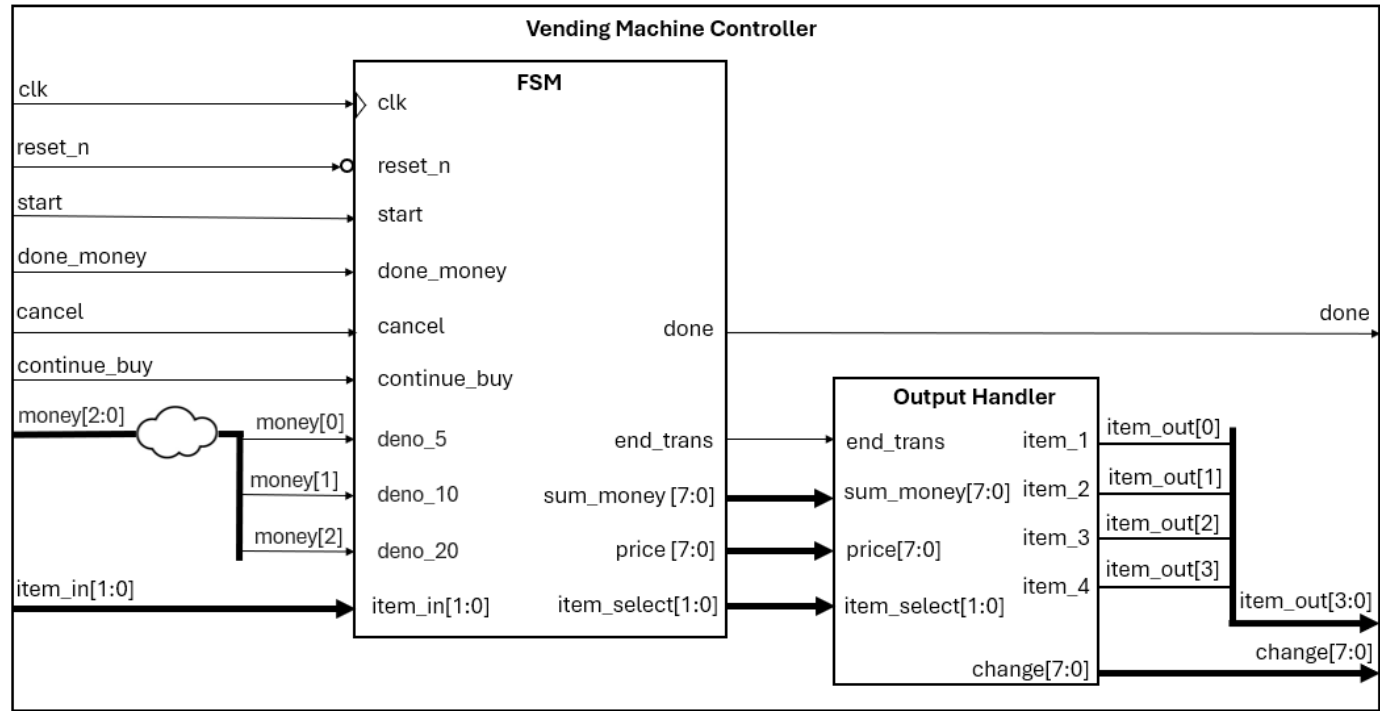 Vending Machine Controller
FSM
clk
clk
reset_n
reset_n
start
start
done_money
done_money
cancel
cancel
done
done
continue_buy
continue_buy
Output Handler
money[2:0]
money[0]
deno_5
end_trans
end_trans
item_1
item_out[0]
money[1]
deno_10
sum_money [7:0]
sum_money[7:0]
item_2
item_out[1]
money[2]
deno_20
price [7:0]
price[7:0]
item_3
item_out[2]
item_in[1:0]
item_in[1:0]
item_select[1:0]
item_select[1:0]
item_4
item_out[3]
item_out[3:0]
change[7:0]
change[7:0]